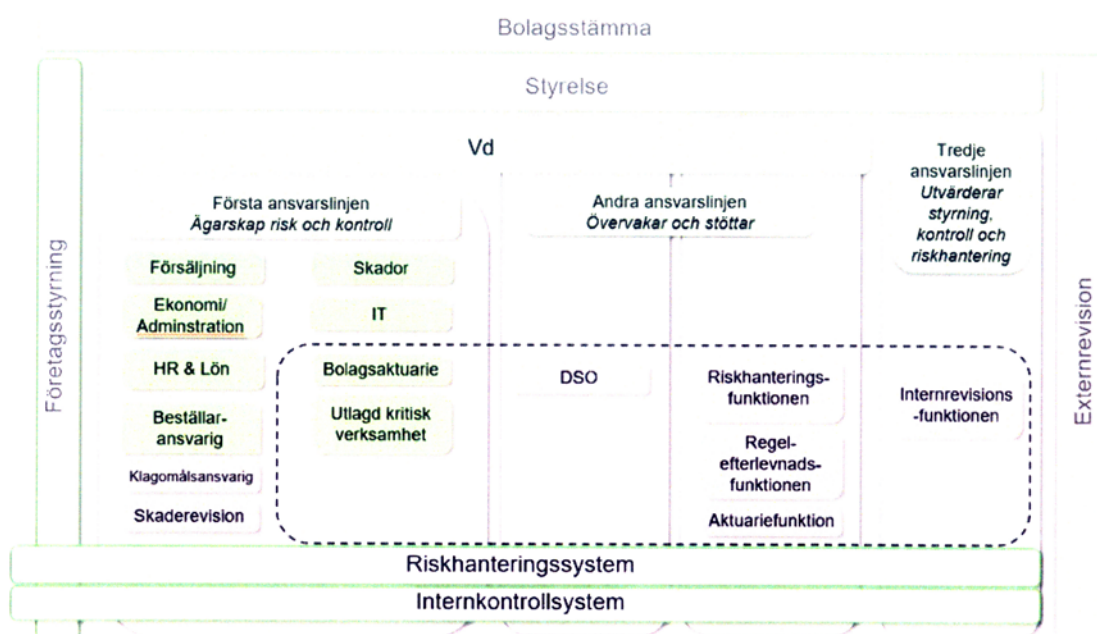 Bolagsstämma
Styrelse
Vd
Första ansvarslinjen
Ägarskap risk och kontroll
Andra ansvarslinjen
Övervakar och stöttar
Tredje
ansvarslinjen
Utvärderar
styrning,
kontroll och
riskhantering
Företagsstyrning
Externrevision
Försäljning
Skador
Ekonomi/
Adminstration
IT
HR & Lön
Bolagsaktuarie
Beställar-
ansvarig
Utlagd kritisk
verksamhet
Klagomålsansvarig
Skaderevision
DSO
Riskhanterings-
funktionen
Regel-
efterlevnads-
funktionen
Aktuariefunktion
Internrevisions
-funktionen
Riskhanteringssystem
Internkontrollsystem